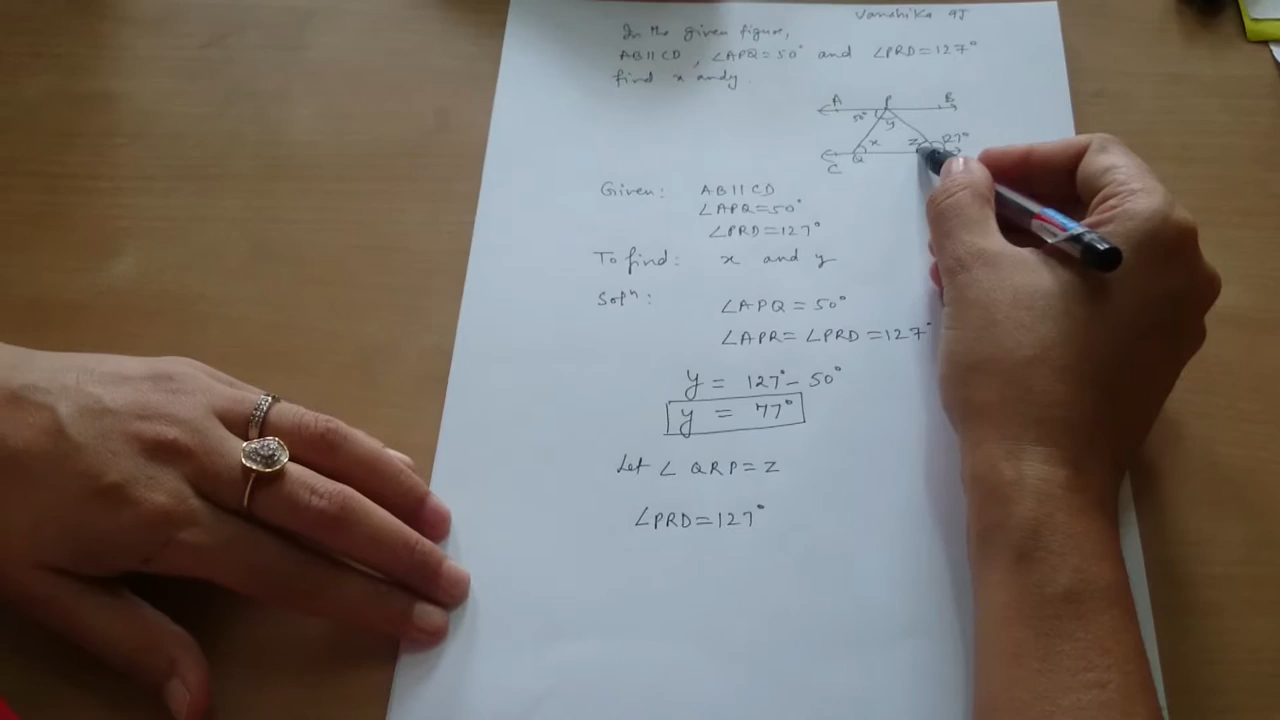 Vanshika 9J
In the given figure,
AB || CD, ∠APQ = 50° and ∠PRD = 127°
find x and y.
A P B
50° y
x Z 127°
C Q
Given: AB || CD
∠APQ = 50°
∠PRD = 127°
To find: x and y
Sol^n:
∠APQ = 50°
∠APR = ∠PRD = 127°
y = 127° - 50°
y = 77°
Let ∠QRP = Z
∠PRD = 127°